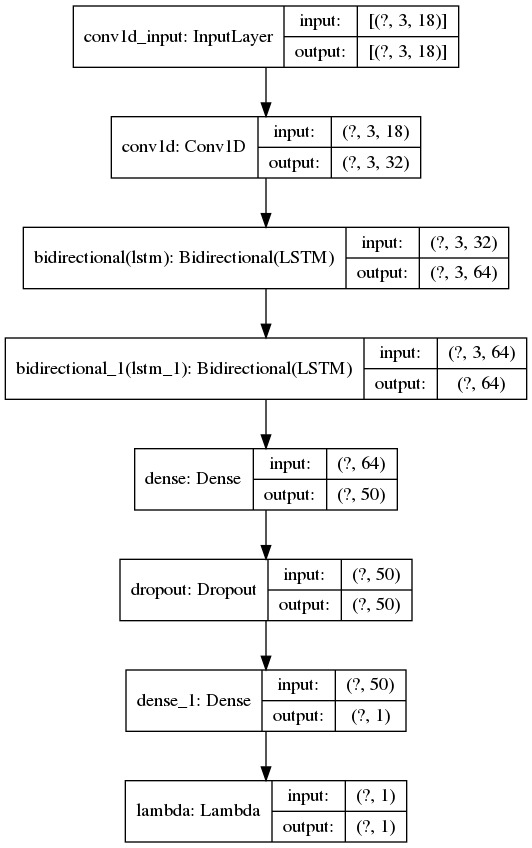 conv1d_input: InputLayer input: [(?, 3, 18)]
output: [(?, 3, 18)]
conv1d: Conv1D input: (?, 3, 18)
output: (?, 3, 32)
bidirectional(lstm): Bidirectional(LSTM) input: (?, 3, 32)
output: (?, 3, 64)
bidirectional_1(lstm_1): Bidirectional(LSTM) input: (?, 3, 64)
output: (?, 64)
dense: Dense input: (?, 64)
output: (?, 50)
dropout: Dropout input: (?, 50)
output: (?, 50)
dense_1: Dense input: (?, 50)
output: (?, 1)
lambda: Lambda input: (?, 1)
output: (?, 1)